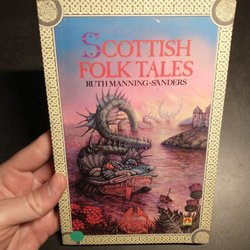 SCOTTISH
FOLK TALES
RUTH MANNING-SANDERS